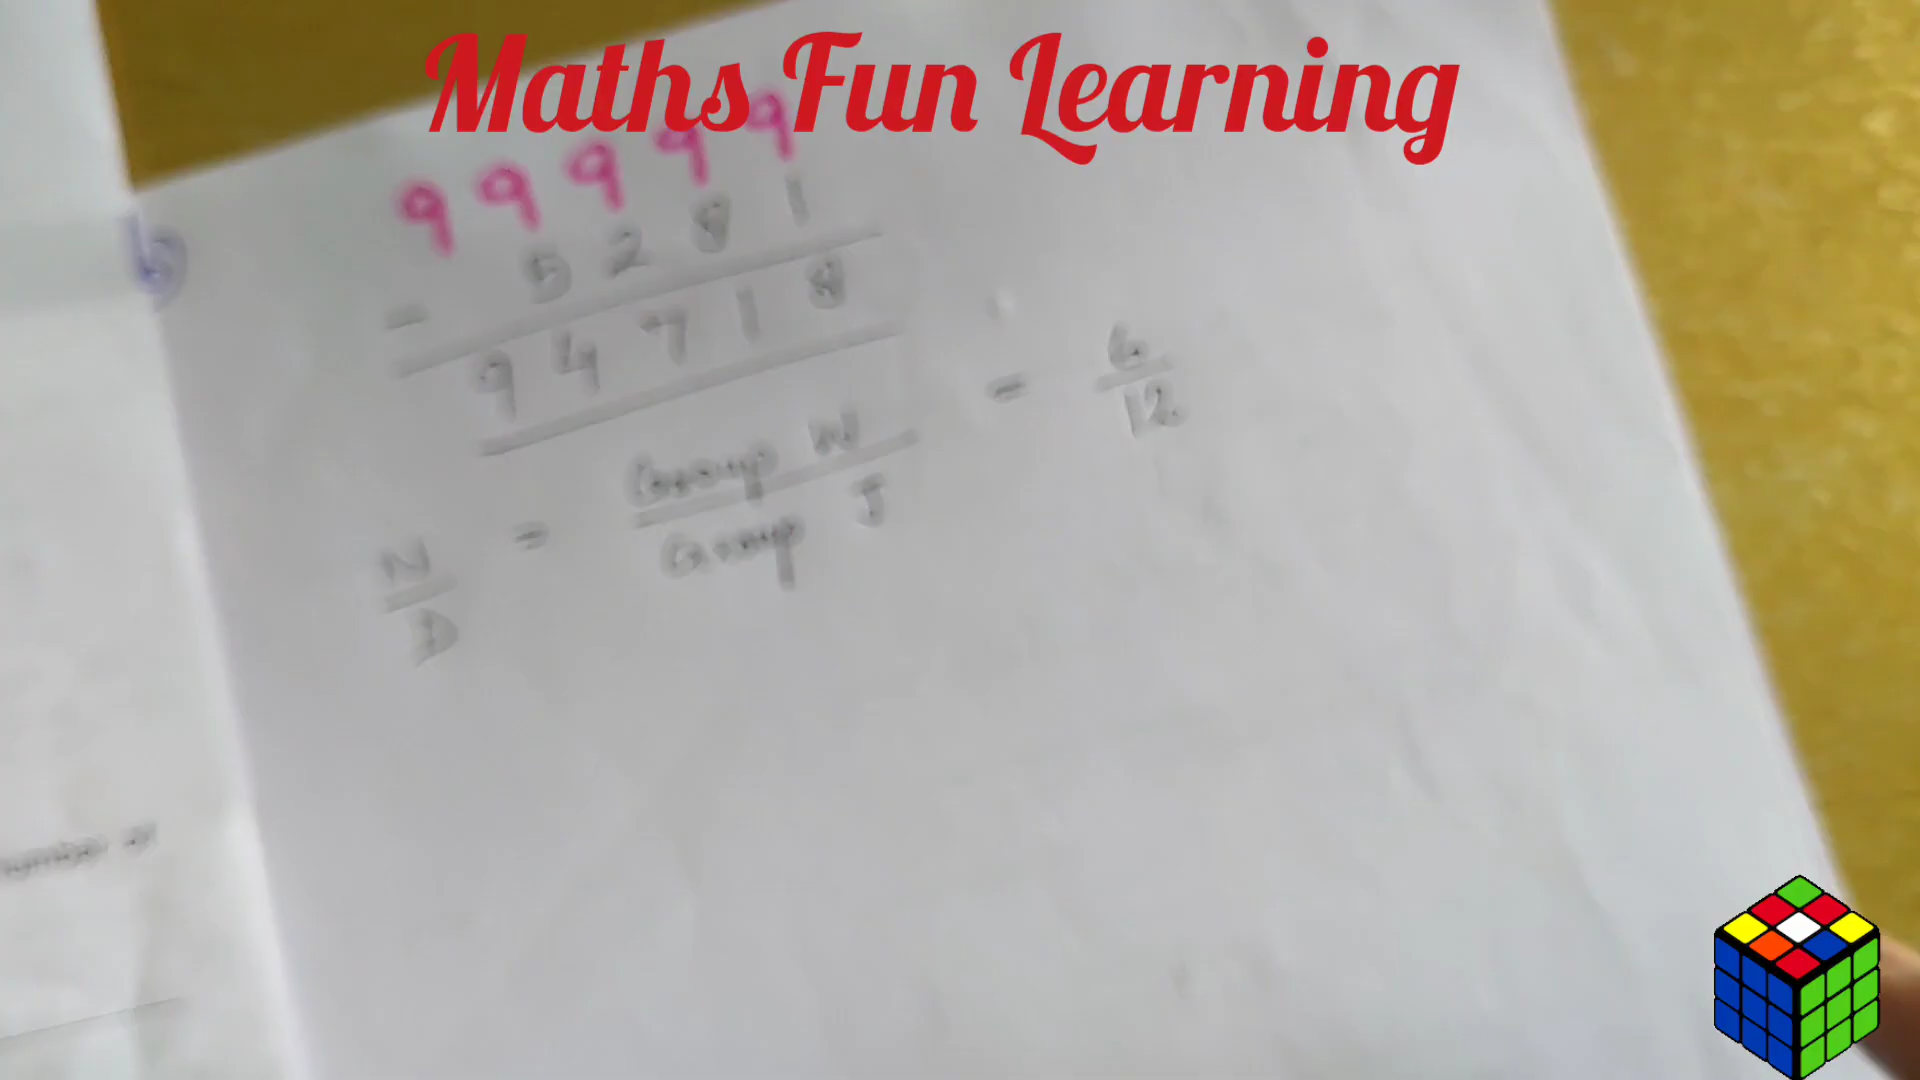 Maths Fun Learning
9 9 9 9 9
b
- 5 2 8 1
9 4 7 1 8
N/D = Group N/Group J = 6/12